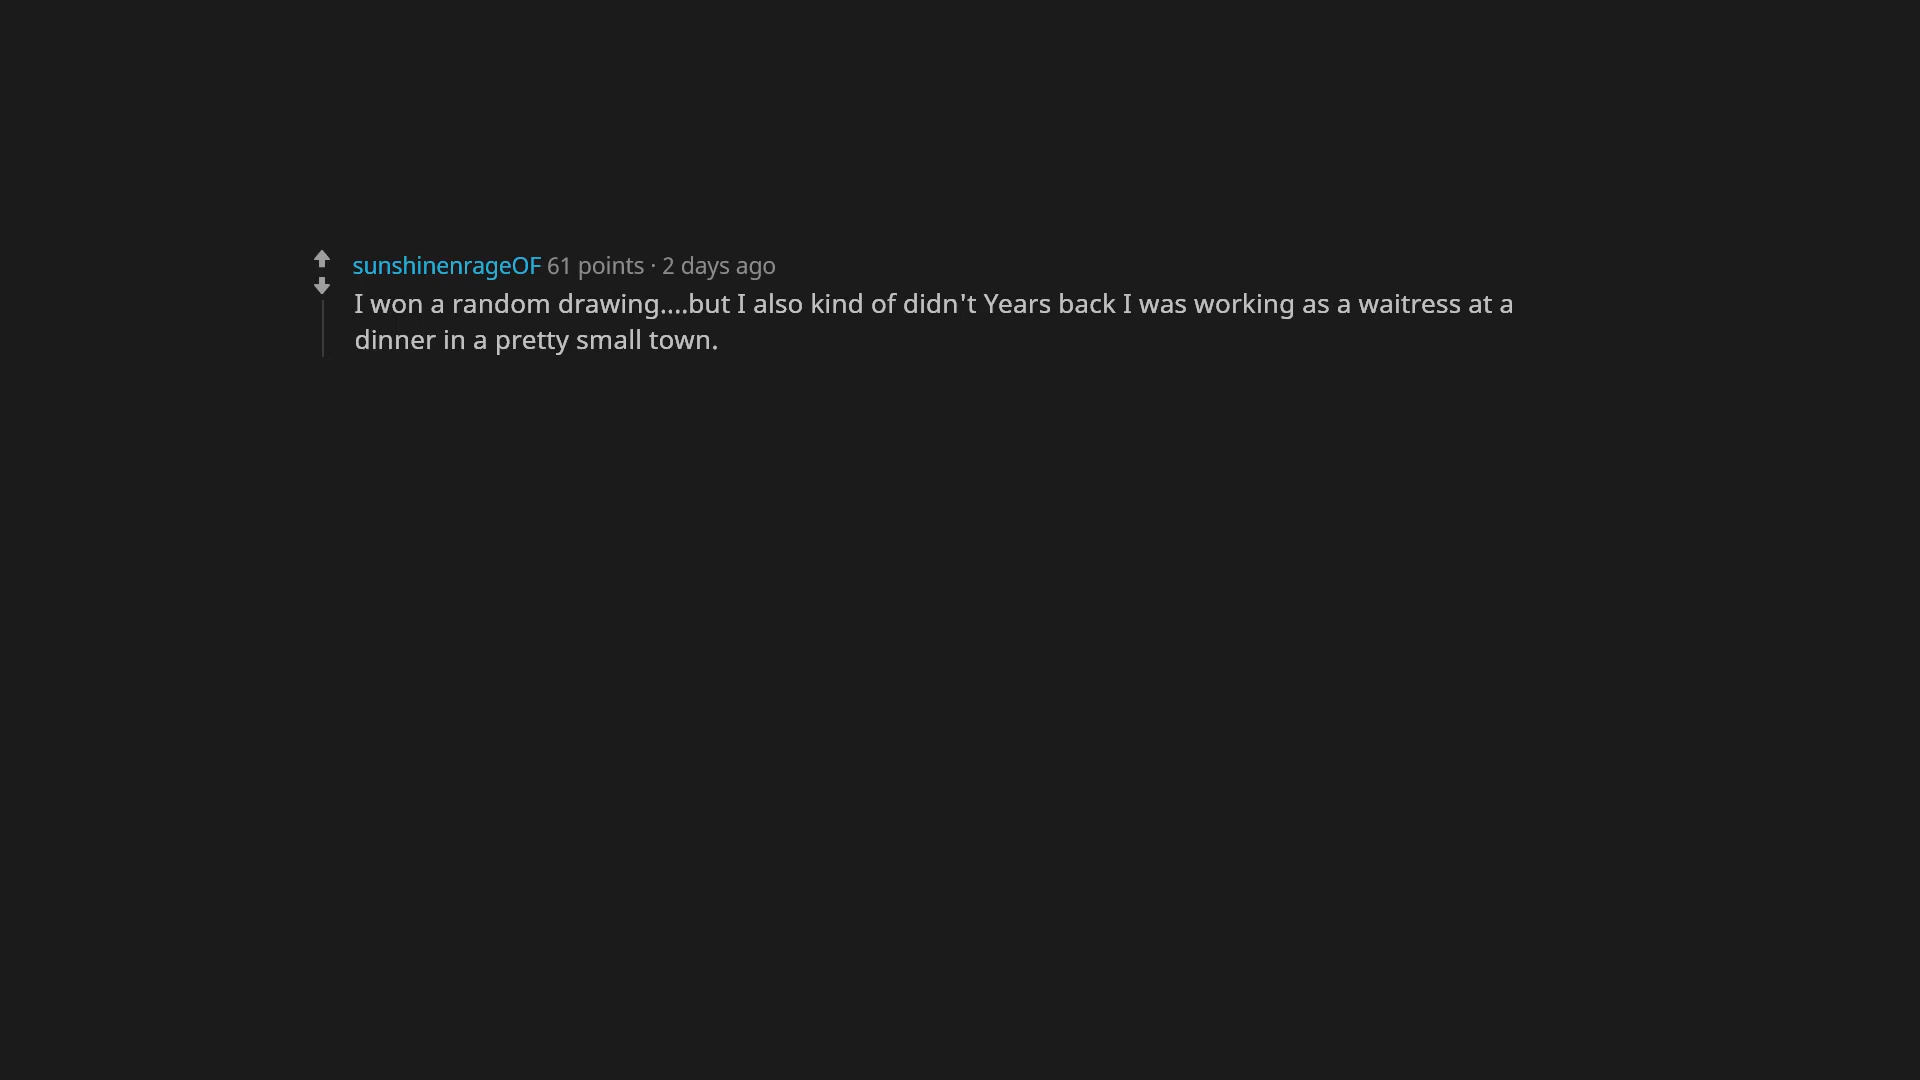 sunshinenrageOF 61 points · 2 days ago
I won a random drawing....but I also kind of didn't Years back I was working as a waitress at a
dinner in a pretty small town.